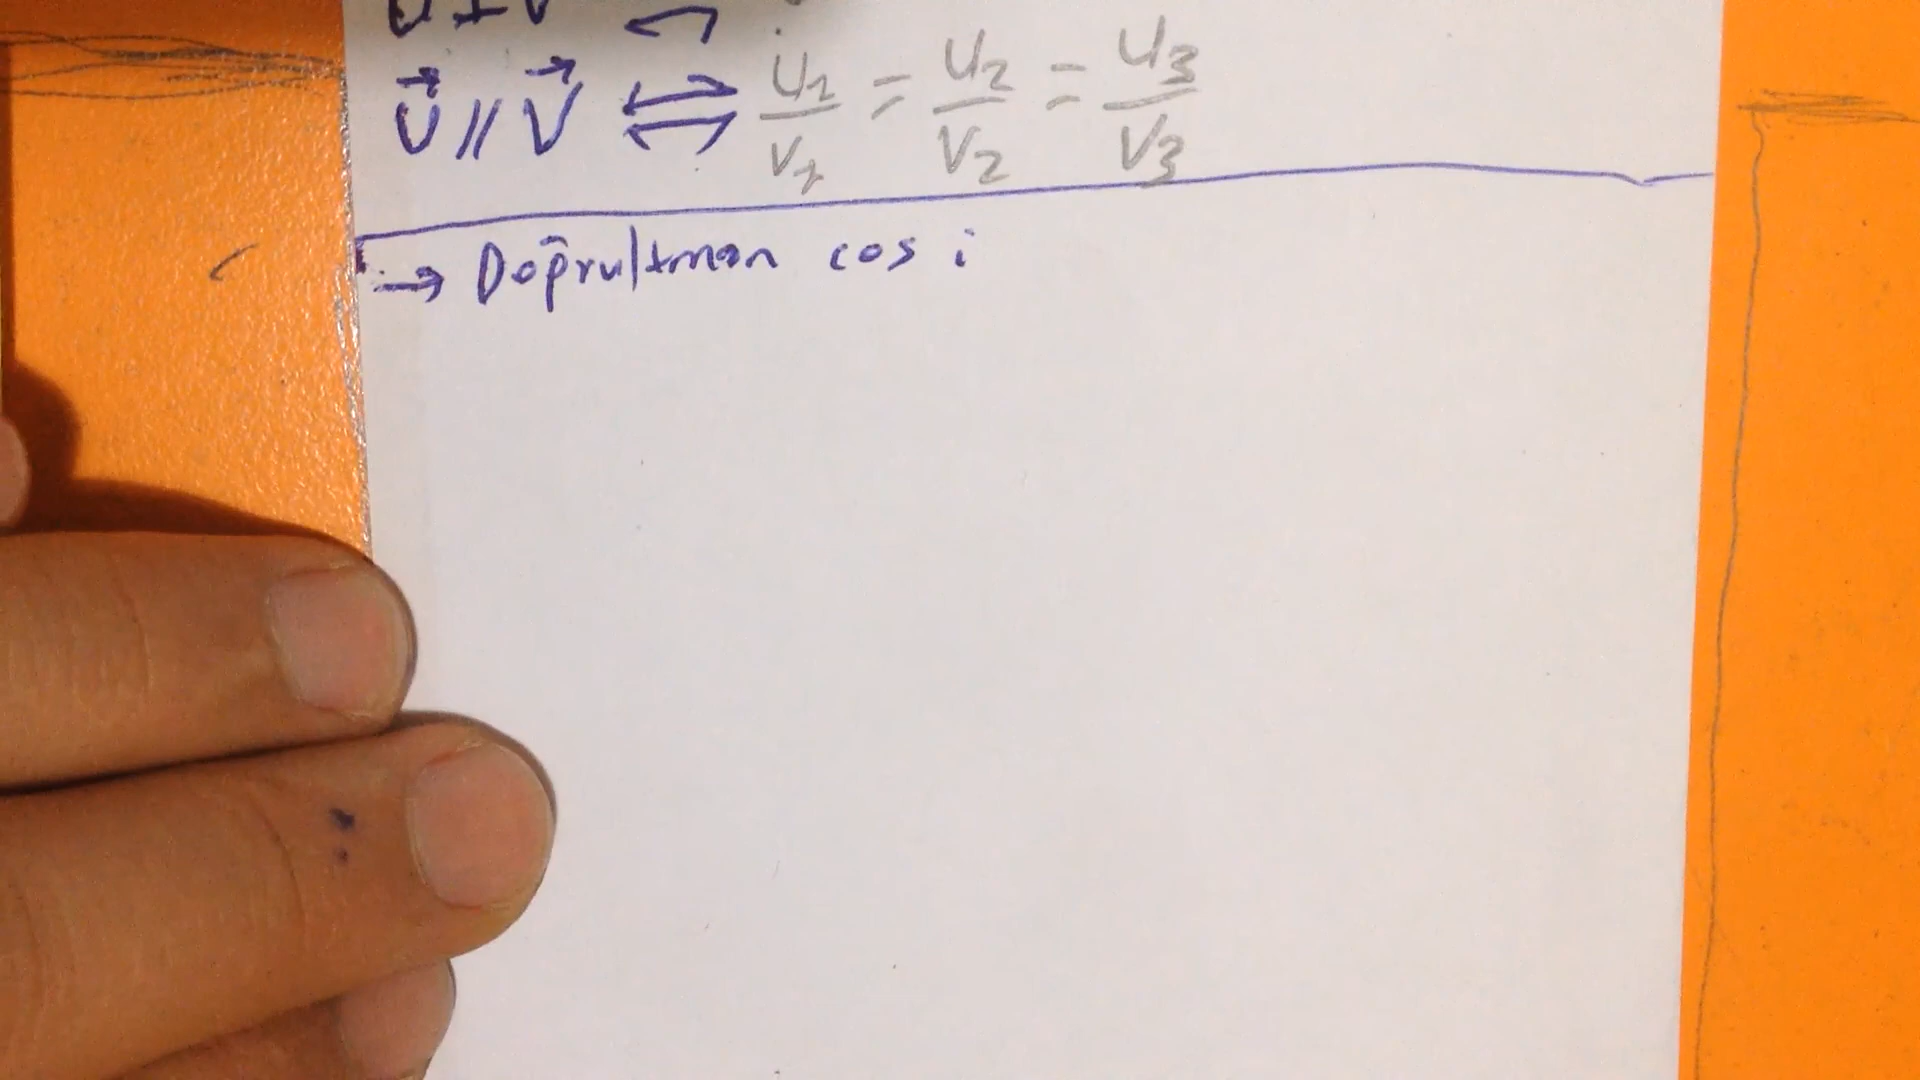 U ⊥ V
U⃗ // V⃗ ⟺ u₁/v₁ = u₂/v₂ = u₃/v₃
→ Doğrultman cos i